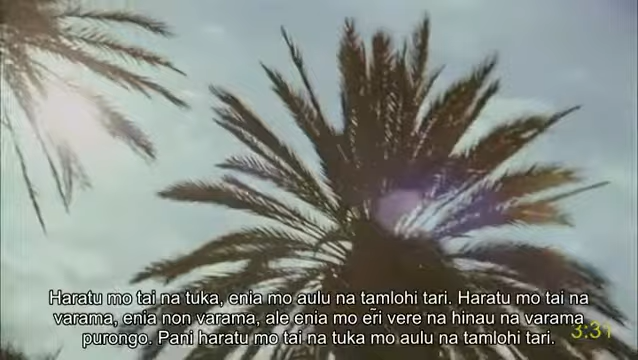 Haratu mo tai na tuka, enia mo aulu na tamlohi tari. Haratu mo tai na
varama, enia non varama, ale enia mo er̃i vere na hinau na varama
purongo. Pani haratu mo tai na tuka mo aulu na tamlohi tari.
3:31